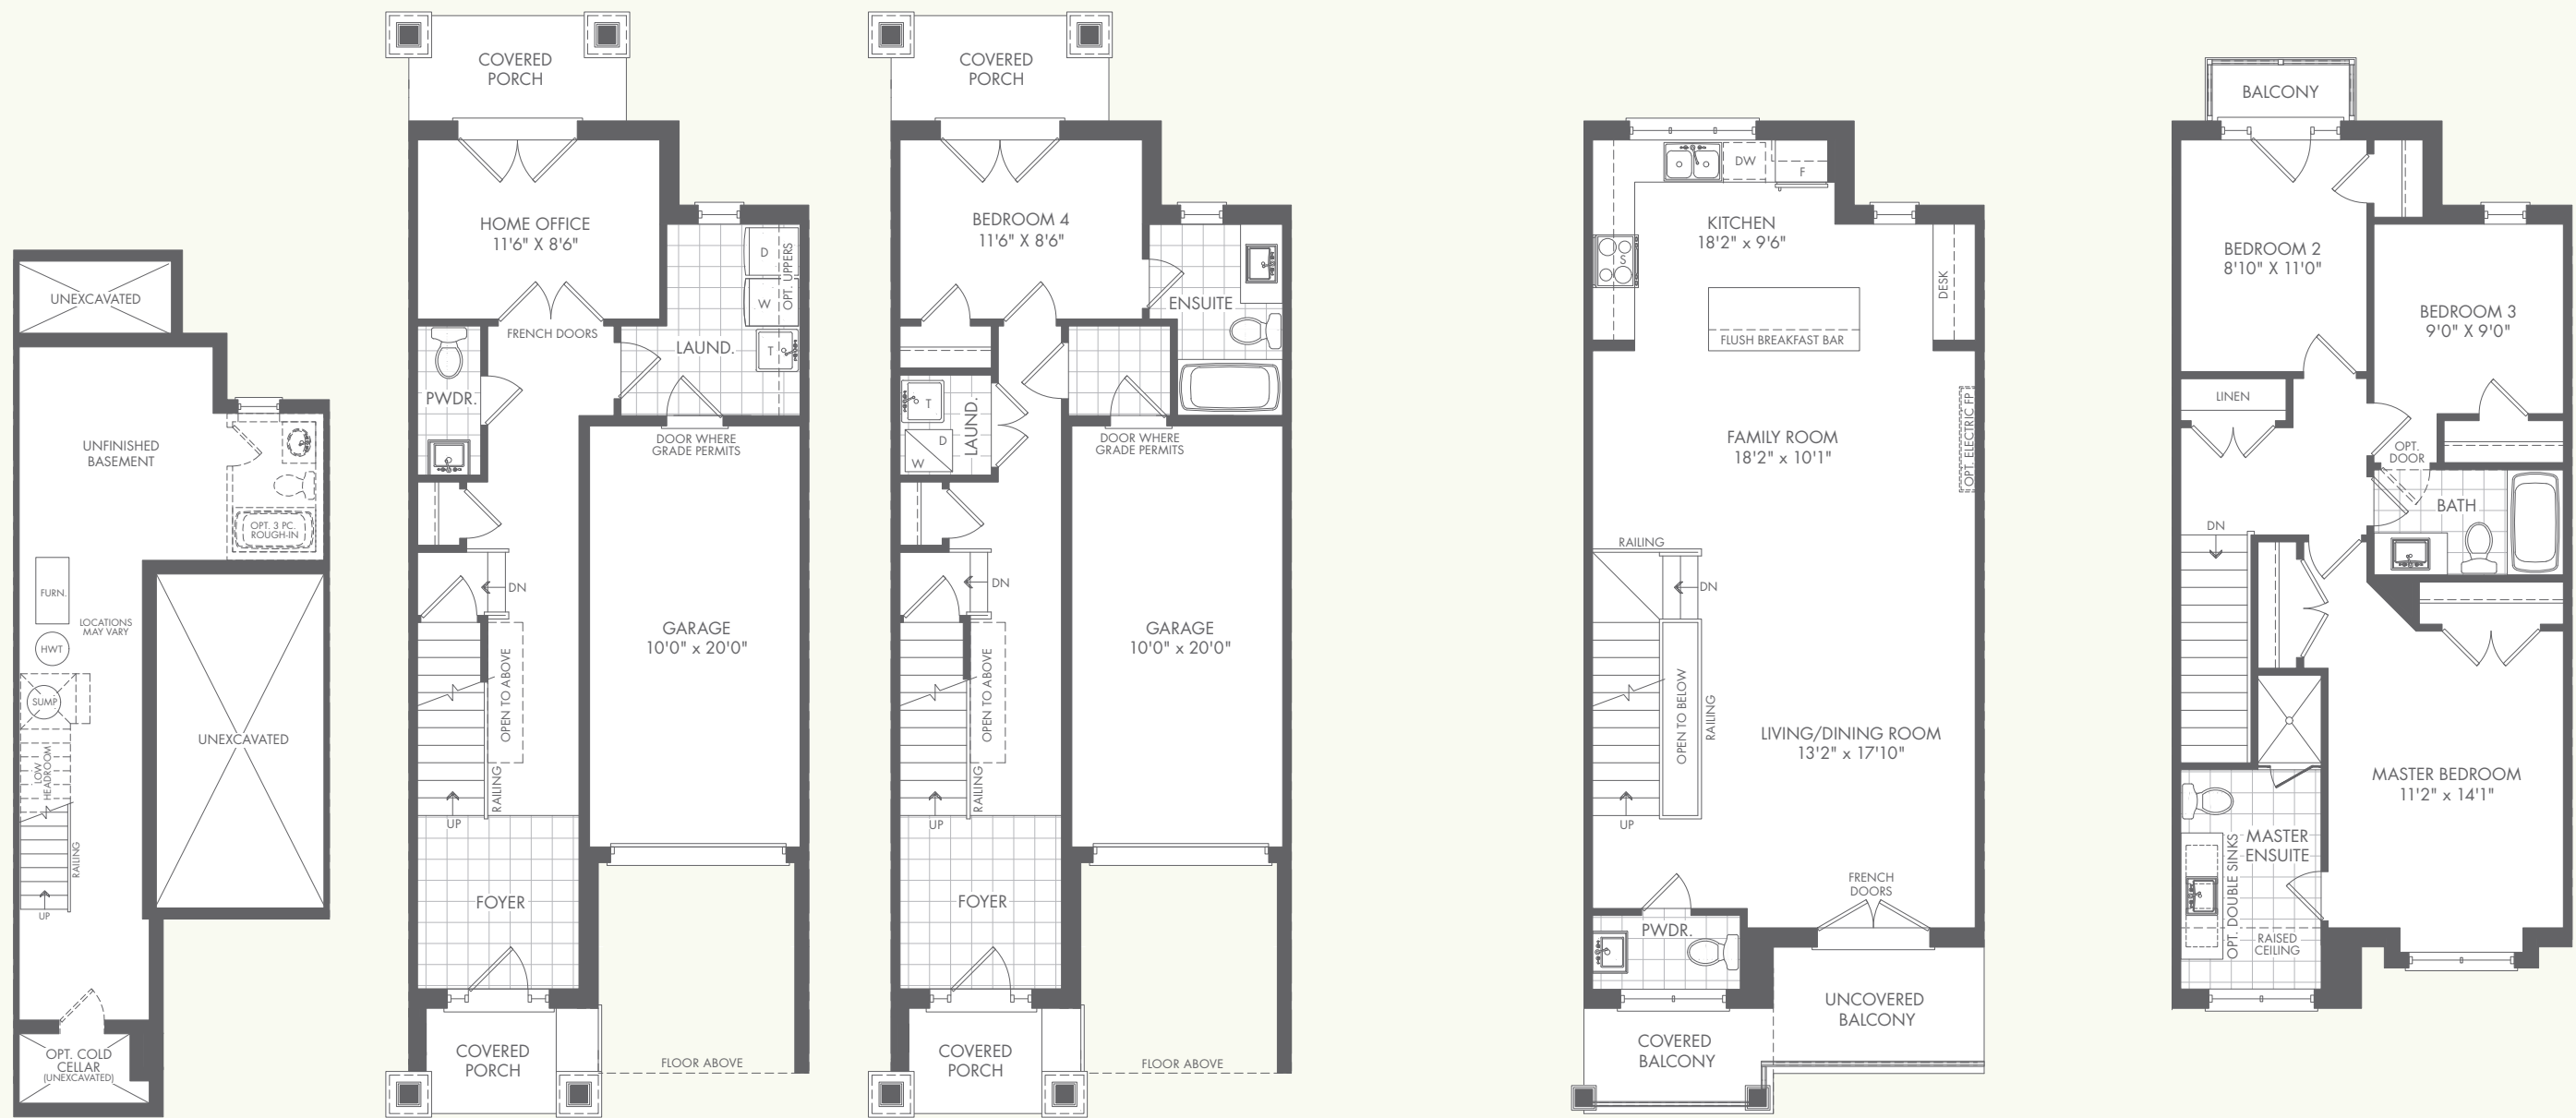 UNEXCAVATED
UNFINISHED
BASEMENT
OPT. 3 PC.
ROUGH-IN
FURN.
LOCATIONS
MAY VARY
HWT
SUMP
LOW
HEADROOM
UNEXCAVATED
RAILING
UP
OPT. COLD
CELLAR
(UNEXCAVATED)
COVERED
PORCH
HOME OFFICE
11'6" X 8'6"
D
W
OPT. UPPERS
FRENCH DOORS
LAUND.
T
PWDR.
DOOR WHERE
GRADE PERMITS
DN
GARAGE
10'0" x 20'0"
OPEN TO ABOVE
RAILING
UP
FOYER
COVERED
PORCH
FLOOR ABOVE
COVERED
PORCH
BEDROOM 4
11'6" X 8'6"
ENSUITE
T
D
W
LAUND.
DOOR WHERE
GRADE PERMITS
DN
GARAGE
10'0" x 20'0"
OPEN TO ABOVE
RAILING
UP
FOYER
COVERED
PORCH
FLOOR ABOVE
DW
F
KITCHEN
18'2" x 9'6"
S
DESK
FLUSH BREAKFAST BAR
FAMILY ROOM
18'2" x 10'1"
OPT. ELECTRIC FP
RAILING
DN
OPEN TO BELOW
RAILING
LIVING/DINING ROOM
13'2" x 17'10"
UP
FRENCH
DOORS
PWDR.
UNCOVERED
BALCONY
COVERED
BALCONY
BALCONY
BEDROOM 2
8'10" X 11'0"
BEDROOM 3
9'0" X 9'0"
LINEN
OPT.
DOOR
BATH
DN
MASTER BEDROOM
11'2" x 14'1"
MASTER
ENSUITE
OPT. DOUBLE SINKS
RAISED
CEILING